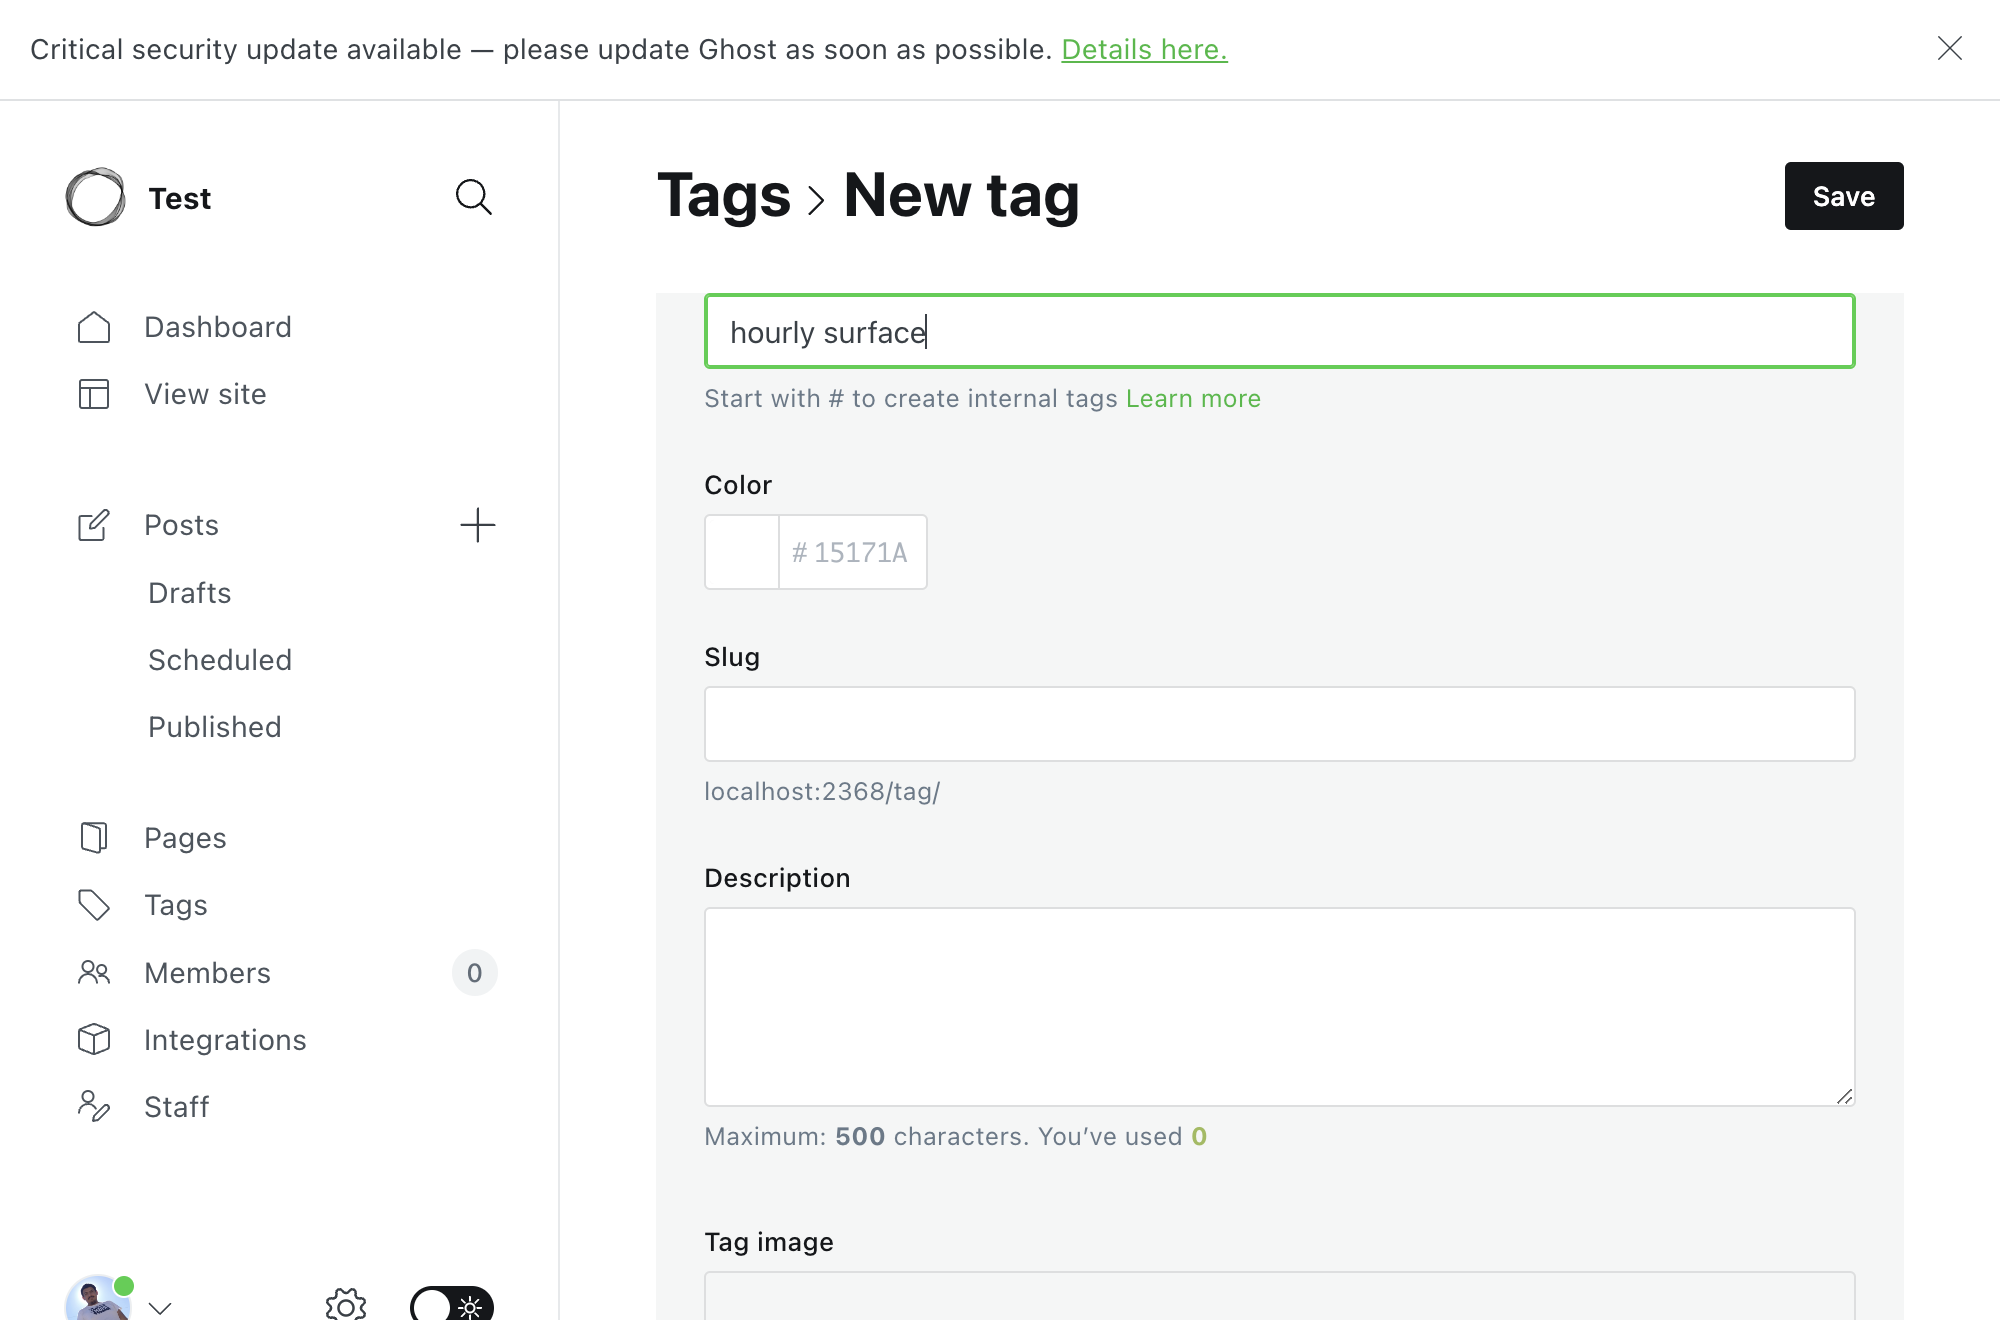 Critical security update available — please update Ghost as soon as possible. Details here.
Test
Tags > New tag
Save
Dashboard
View site
Posts
Drafts
Scheduled
Published
Pages
Tags
Members
0
Integrations
Staff
hourly surface
Start with # to create internal tags Learn more
Color
# 15171A
Slug
localhost:2368/tag/
Description
Maximum: 500 characters. You’ve used 0
Tag image